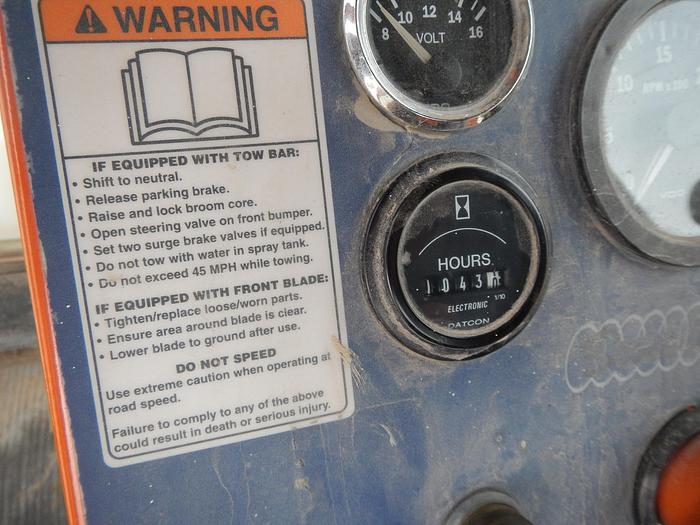 WARNING
IF EQUIPPED WITH TOW BAR:
• Shift to neutral.
• Release parking brake.
• Raise and lock broom core.
• Open steering valve on front bumper.
• Set two surge brake valves if equipped.
• Do not tow with water in spray tank.
• Do not exceed 45 MPH while towing.
IF EQUIPPED WITH FRONT BLADE:
• Tighten/replace loose/worn parts.
• Ensure area around blade is clear.
• Lower blade to ground after use.
DO NOT SPEED
Use extreme caution when operating at
road speed.
Failure to comply to any of the above
could result in death or serious injury.
8 10 12 14 16
VOLT
HOURS
1043
ELECTRONIC 1/10
DATCON
10 15
RPM x 100